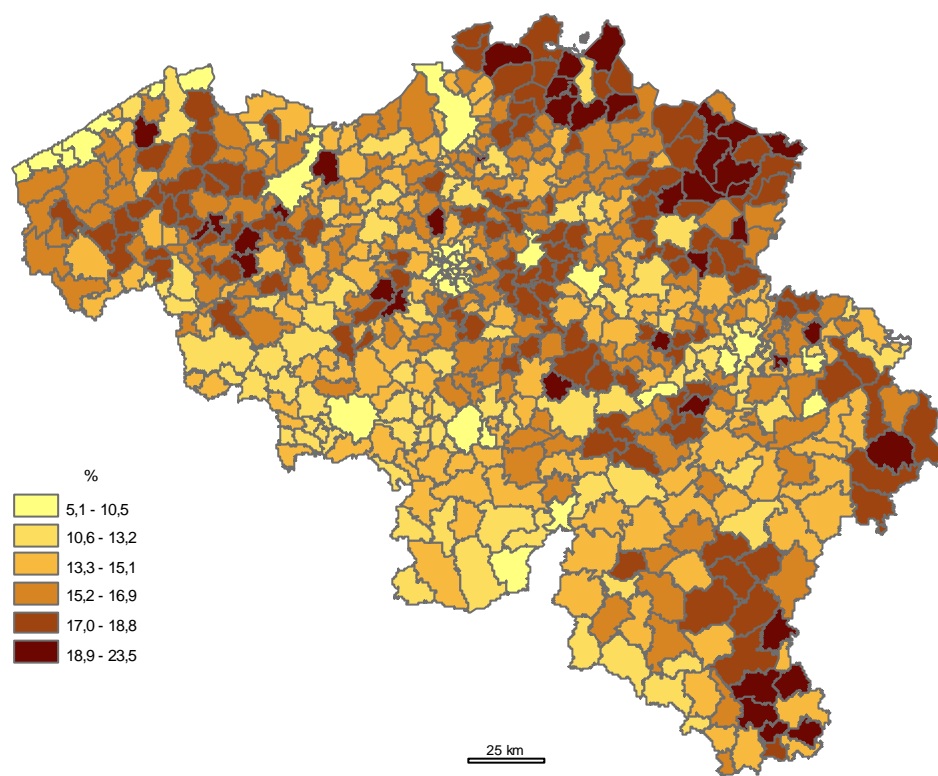 %
5,1 - 10,5
10,6 - 13,2
13,3 - 15,1
15,2 - 16,9
17,0 - 18,8
18,9 - 23,5
25 km